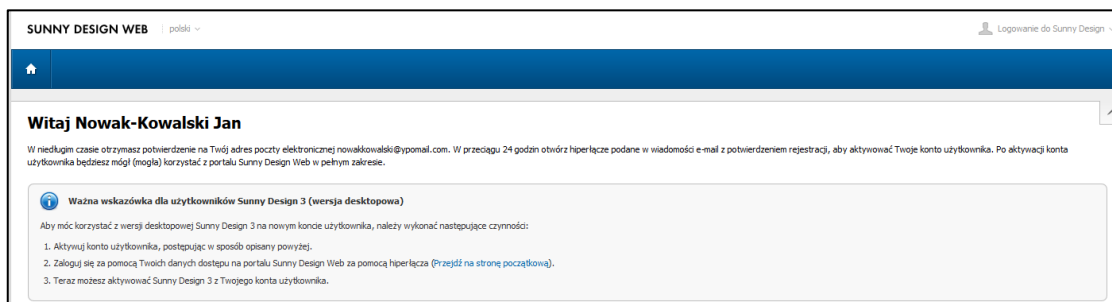 SUNNY DESIGN WEB polski
Logowanie do Sunny Design
Witaj Nowak-Kowalski Jan
W niedługim czasie otrzymasz potwierdzenie na Twój adres poczty elektronicznej nowakkowalski@ypomail.com. W przeciągu 24 godzin otwórz hiperłącze podane w wiadomości e-mail z potwierdzeniem rejestracji, aby aktywować Twoje konto użytkownika. Po aktywacji konta
użytkownika będziesz mógł (mogła) korzystać z portalu Sunny Design Web w pełnym zakresie.
Ważna wskazówka dla użytkowników Sunny Design 3 (wersja desktopowa)
Aby móc korzystać z wersji desktopowej Sunny Design 3 na nowym koncie użytkownika, należy wykonać następujące czynności:
1. Aktywuj konto użytkownika, postępując w sposób opisany powyżej.
2. Zaloguj się za pomocą Twoich danych dostępu na portalu Sunny Design Web za pomocą hiperłącza (Przejdź na stronę początkową).
3. Teraz możesz aktywować Sunny Design 3 z Twojego konta użytkownika.